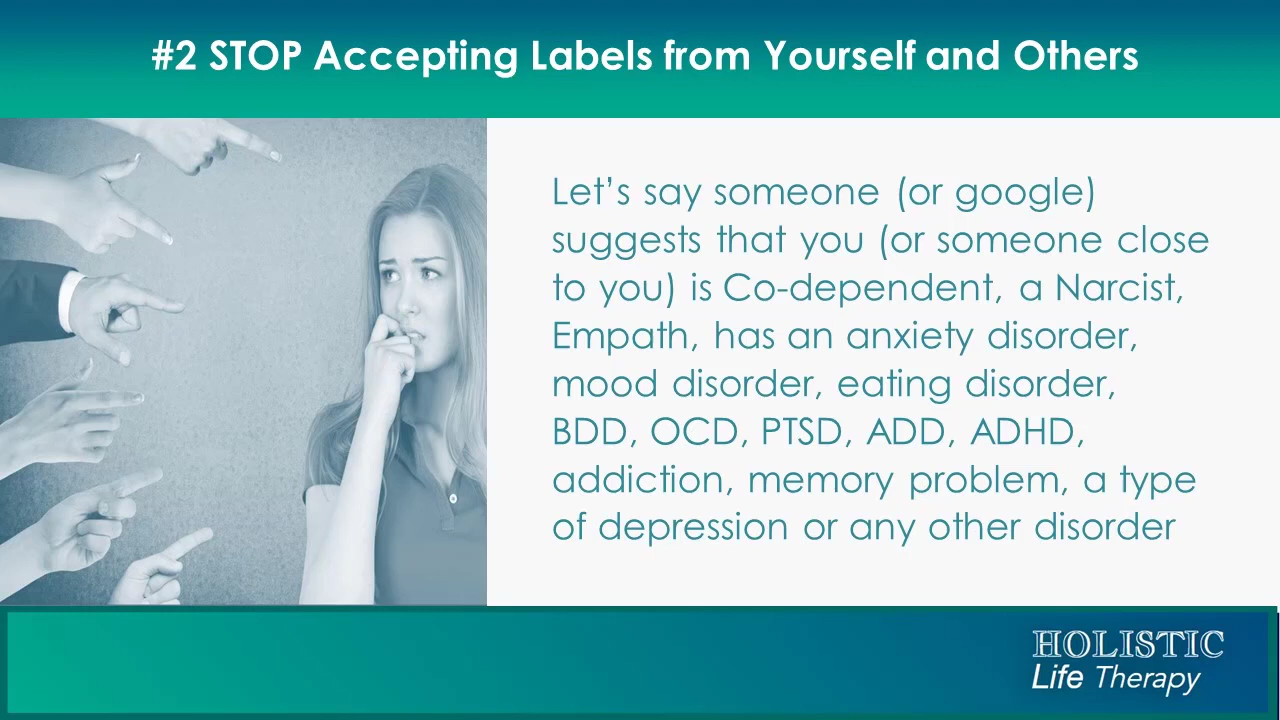 #2 STOP Accepting Labels from Yourself and Others
Let’s say someone (or google)
suggests that you (or someone close
to you) is Co-dependent, a Narcist,
Empath, has an anxiety disorder,
mood disorder, eating disorder,
BDD, OCD, PTSD, ADD, ADHD,
addiction, memory problem, a type
of depression or any other disorder
HOLISTIC
Life Therapy